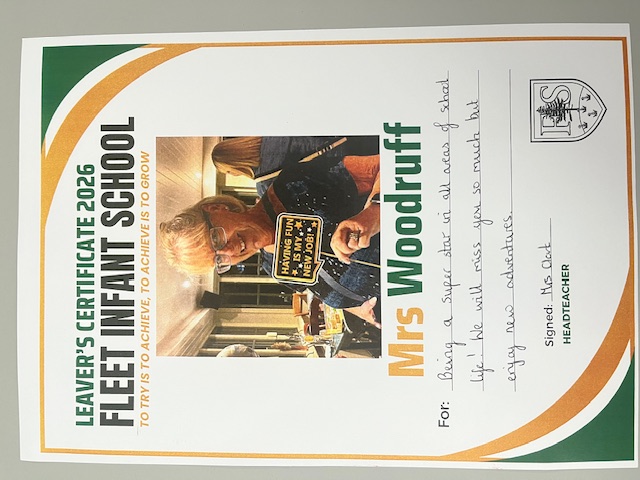 LEAVER'S CERTIFICATE 2026
FLEET INFANT SCHOOL
TO TRY IS TO ACHIEVE, TO ACHIEVE IS TO GROW
HAVING FUN
IS MY
NEW JOB!
Mrs Woodruff
For: Being a super star in all areas of school
life! We will miss you so much but
enjoy new adventures.
Signed: Mrs Clark
HEADTEACHER
FIS